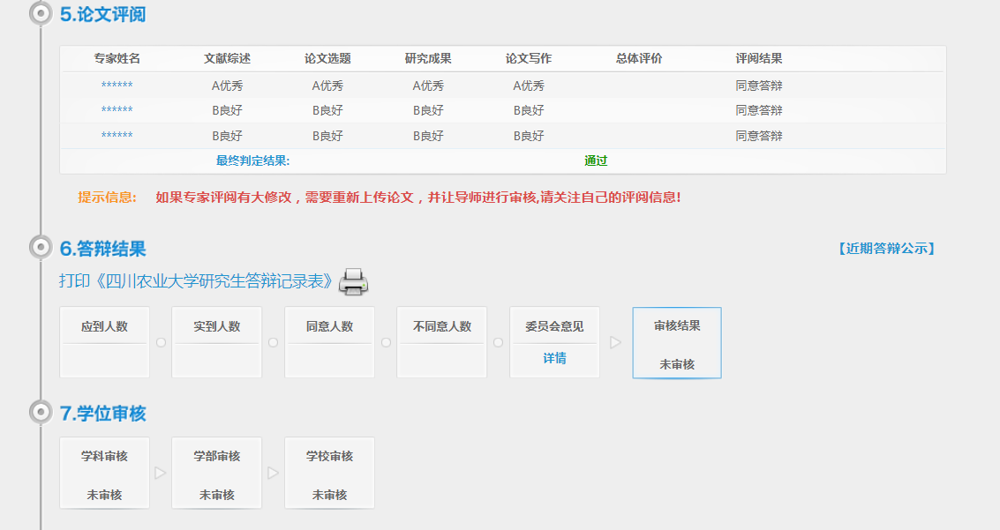 5.论文评阅
专家姓名 文献综述 论文选题 研究成果 论文写作 总体评价 评阅结果
****** A优秀 A优秀 A优秀 A优秀 同意答辩
****** B良好 B良好 B良好 B良好 同意答辩
****** B良好 B良好 B良好 B良好 同意答辩
最终判定结果: 通过
提示信息: 如果专家评阅有大修改，需要重新上传论文，并让导师进行审核,请关注自己的评阅信息!
6.答辩结果 【近期答辩公示】
打印《四川农业大学研究生答辩记录表》
应到人数 实到人数 同意人数 不同意人数 委员会意见 审核结果
详情 未审核
7.学位审核
学科审核 学部审核 学校审核
未审核 未审核 未审核